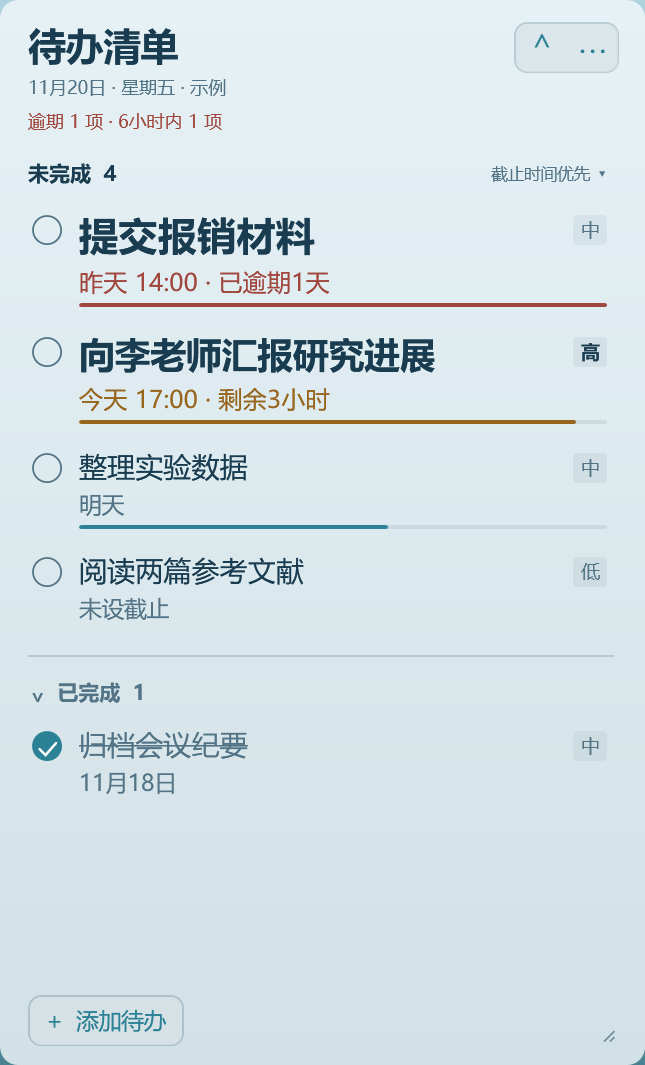 待办清单
^ ...
11月20日 · 星期五 · 示例
逾期 1 项 · 6小时内 1 项
未完成 4
截止时间优先 ▾
提交报销材料
中
昨天 14:00 · 已逾期1天
向李老师汇报研究进展
高
今天 17:00 · 剩余3小时
整理实验数据
中
明天
阅读两篇参考文献
低
未设截止
已完成 1
归档会议纪要
中
11月18日
+ 添加待办